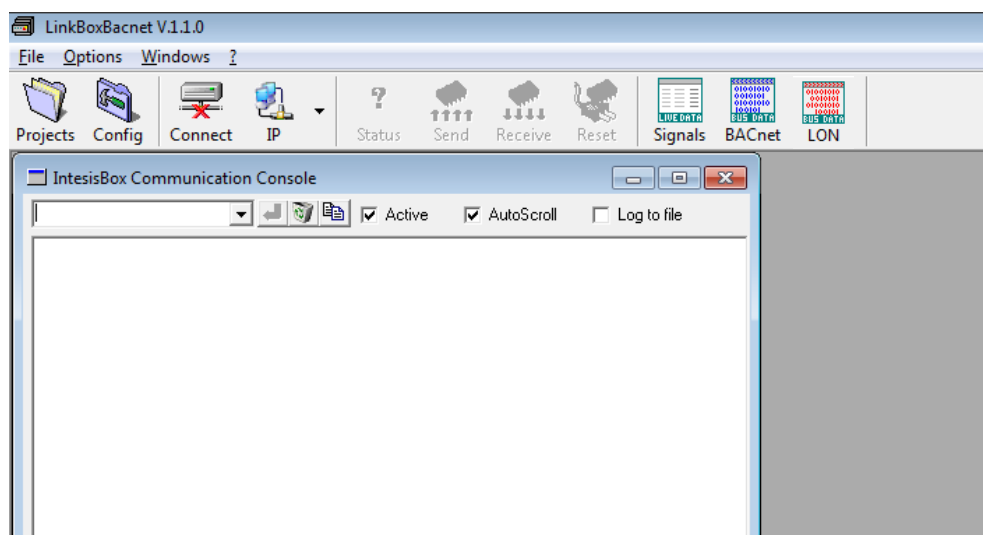 LinkBoxBacnet V.1.1.0
File Options Windows ?
Projects Config Connect IP ? Status Send Receive Reset LIVE DATA Signals BUS DATA BACnet BUS DATA LON
IntesisBox Communication Console
Active AutoScroll Log to file